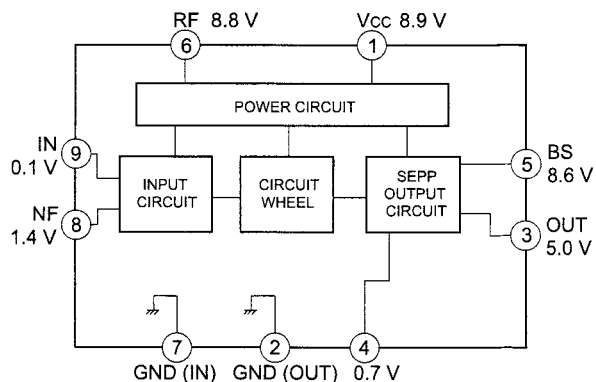 RF 8.8 V
Vcc 8.9 V
6
1
POWER CIRCUIT
IN
0.1 V
9
INPUT
CIRCUIT
CIRCUIT
WHEEL
SEPP
OUTPUT
CIRCUIT
5
BS
8.6 V
NF
1.4 V
8
3
OUT
5.0 V
7
2
4
GND (IN)
GND (OUT)
0.7 V